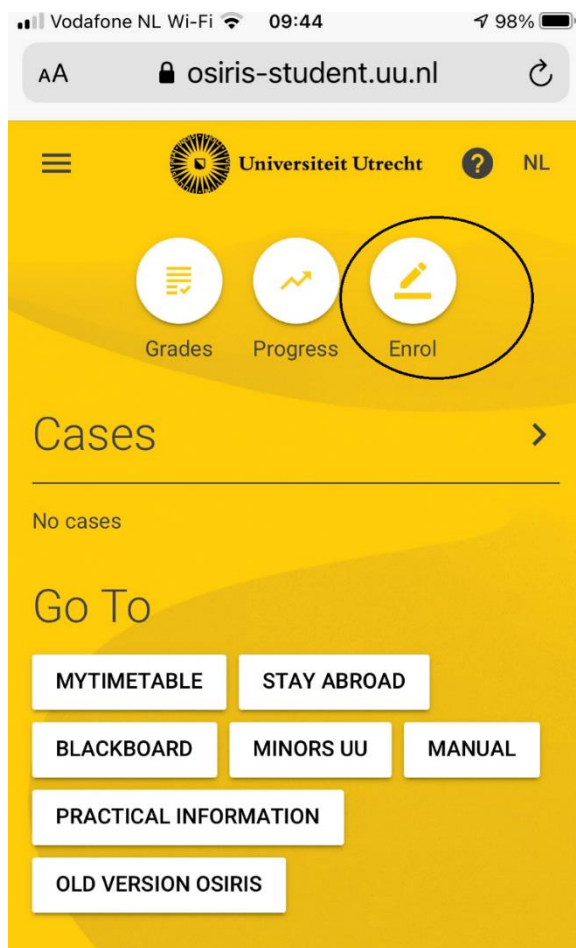 Vodafone NL Wi-Fi 09:44 98%
AA osiris-student.uu.nl
Universiteit Utrecht ? NL
Grades Progress Enrol
Cases
No cases
Go To
MYTIMETABLE STAY ABROAD
BLACKBOARD MINORS UU MANUAL
PRACTICAL INFORMATION
OLD VERSION OSIRIS